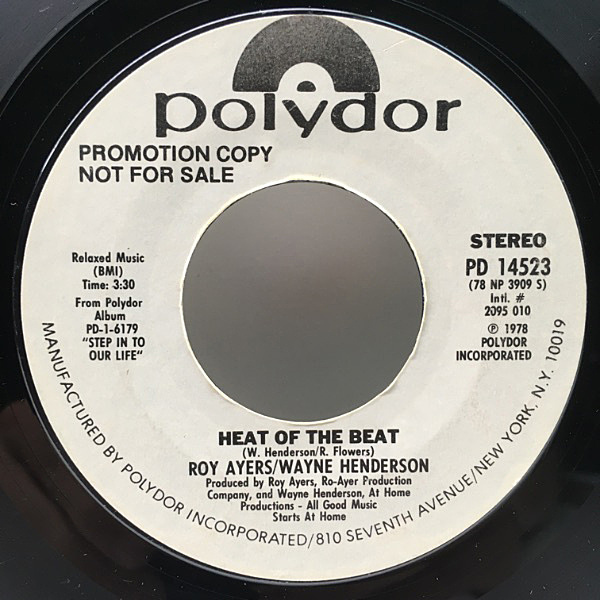 polydor
PROMOTION COPY
NOT FOR SALE
Relaxed Music
(BMI)
Time: 3:30
From Polydor
Album
PD-1-6179
"STEP IN TO
OUR LIFE"
STEREO
PD 14523
(78 NP 3909 S)
Intl. #
2095 010
℗ 1978
POLYDOR
INCORPORATED
HEAT OF THE BEAT
(W. Henderson/R. Flowers)
ROY AYERS/WAYNE HENDERSON
Produced by Roy Ayers, Ro-Ayer Production
Company, and Wayne Henderson, At Home
Productions - All Good Music
Starts At Home
MANUFACTURED BY POLYDOR INCORPORATED/810 SEVENTH AVENUE/NEW YORK. N.Y. 10019